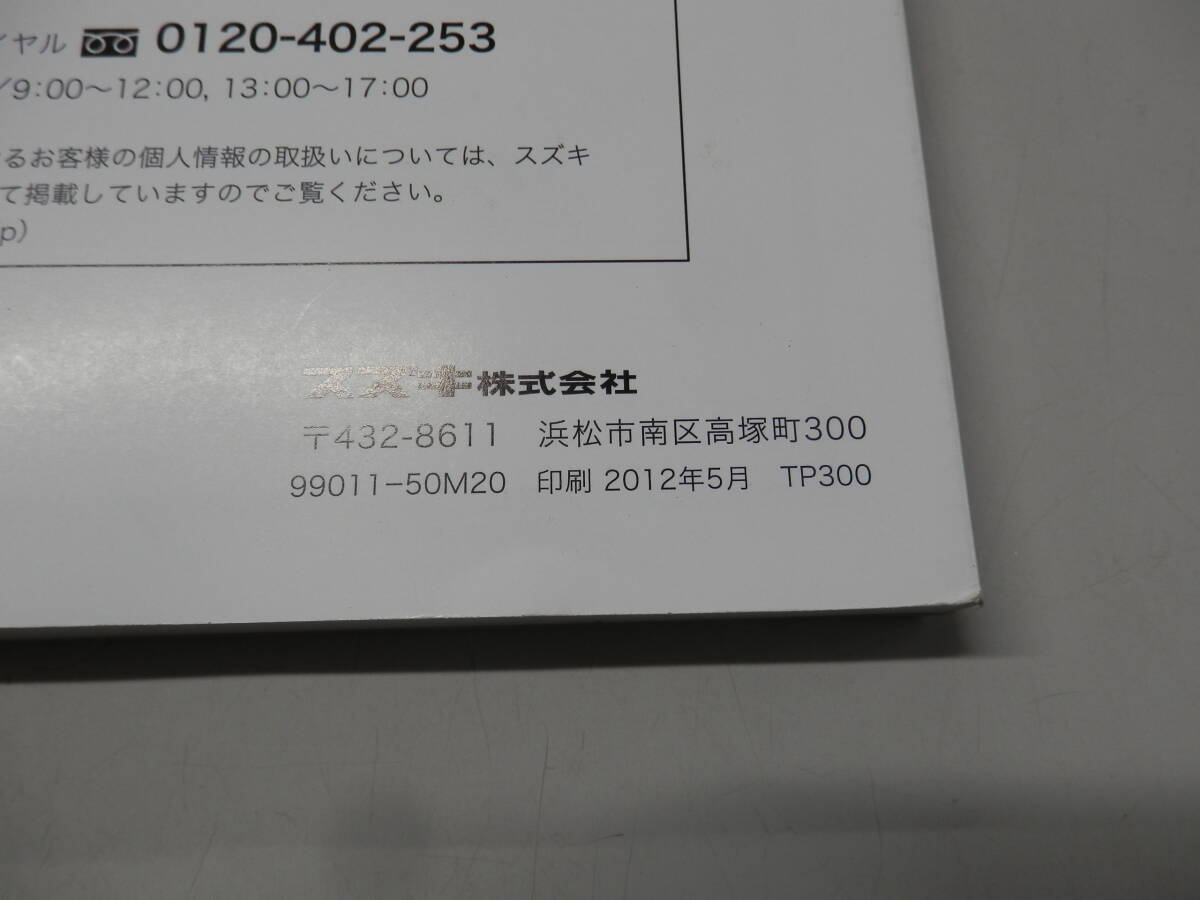 イヤル 0120-402-253
/9:00～12:00, 13:00～17:00
るお客様の個人情報の取扱いについては、スズキ
て掲載していますのでご覧ください。
p）
スズキ株式会社
〒432-8611 浜松市南区高塚町300
99011-50M20 印刷 2012年5月 TP300